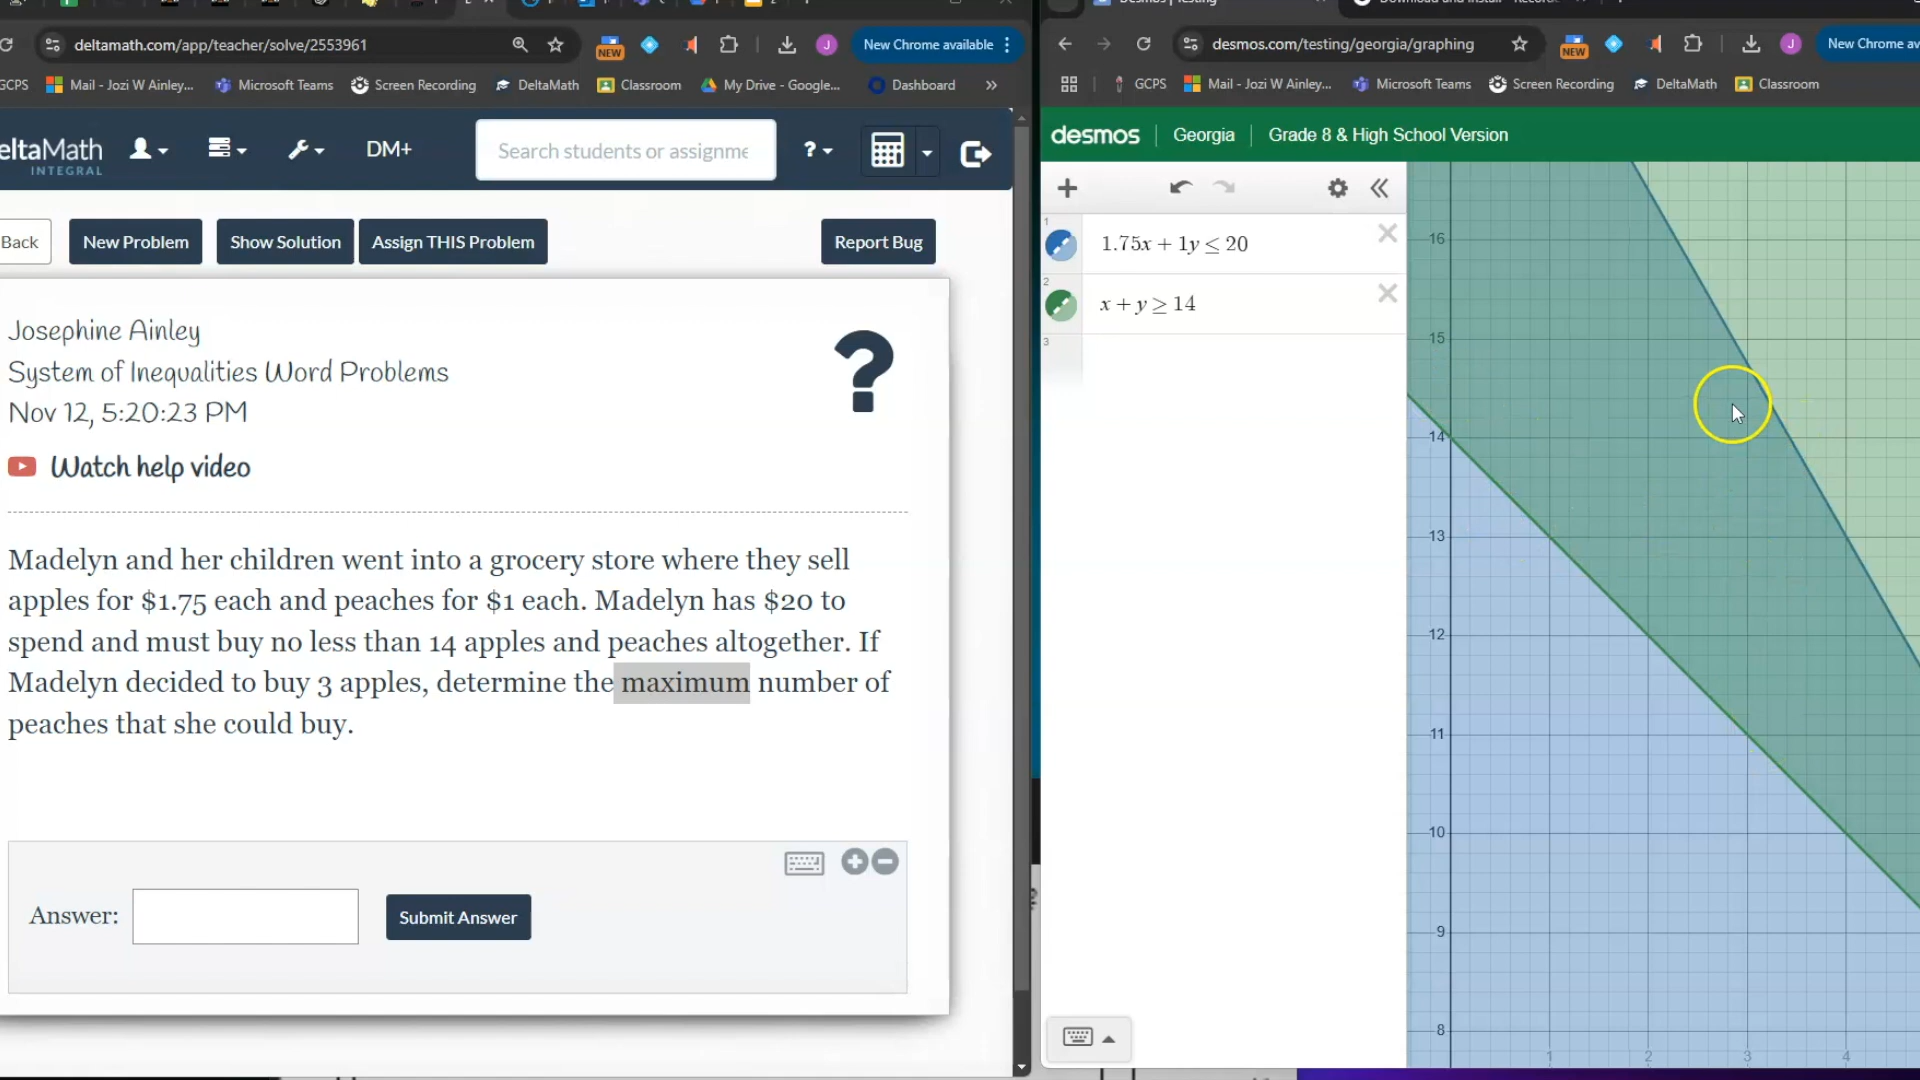 deltamath.com/app/teacher/solve/2553961
NEW
J
New Chrome available
GCPS
Mail - Jozi W Ainley...
Microsoft Teams
Screen Recording
DeltaMath
Classroom
My Drive - Google...
Dashboard
»
eltaMath
INTEGRAL
DM+
Search students or assignme
?
Back
New Problem
Show Solution
Assign THIS Problem
Report Bug
Josephine Ainley
System of Inequalities Word Problems
Nov 12, 5:20:23 PM
?
Watch help video
Madelyn and her children went into a grocery store where they sell
apples for $1.75 each and peaches for $1 each. Madelyn has $20 to
spend and must buy no less than 14 apples and peaches altogether. If
Madelyn decided to buy 3 apples, determine the maximum number of
peaches that she could buy.
Answer:
Submit Answer
desmos.com/testing/georgia/graphing
NEW
J
New Chrome av
GCPS
Mail - Jozi W Ainley...
Microsoft Teams
Screen Recording
DeltaMath
Classroom
desmos
Georgia
Grade 8 & High School Version
1
1.75x + 1y ≤ 20
2
x + y ≥ 14
3
16
15
14
13
12
11
10
9
8
1
2
3
4